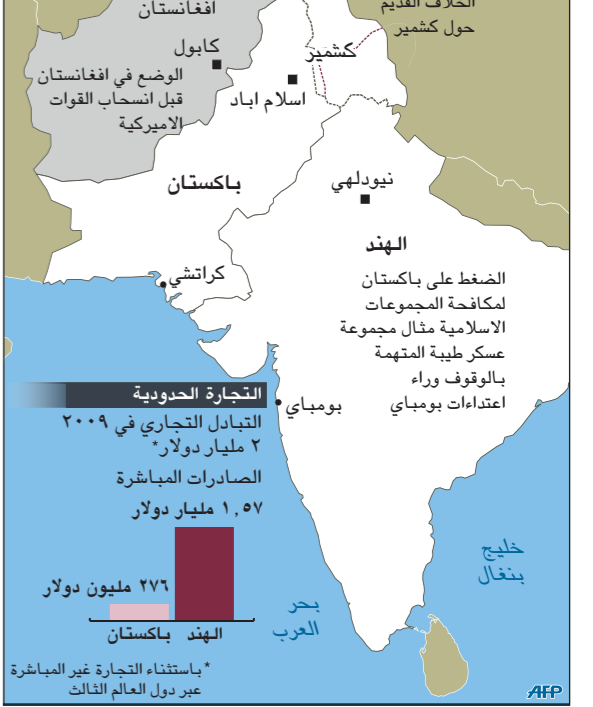 افغانستان
الخلاف القديم
حول كشمير
كابول
كشمير
الوضع في افغانستان
قبل انسحاب القوات
الاميركية
اسلام اباد
باكستان
نيودلهي
الهند
كراتشي
الضغط على باكستان
لمكافحة المجموعات
الاسلامية مثال مجموعة
عسكر طيبة المتهمة
بالوقوف وراء
اعتداءات بومباي
بومباي
التجارة الحدودية
التبادل التجاري في ٢٠٠٩
٢ مليار دولار*
الصادرات المباشرة
١,٥٧ مليار دولار
٢٧٦ مليون دولار
الهند
باكستان
* باستثناء التجارة غير المباشرة
عبر دول العالم الثالث
بحر
العرب
خليج
بنغال
AFP